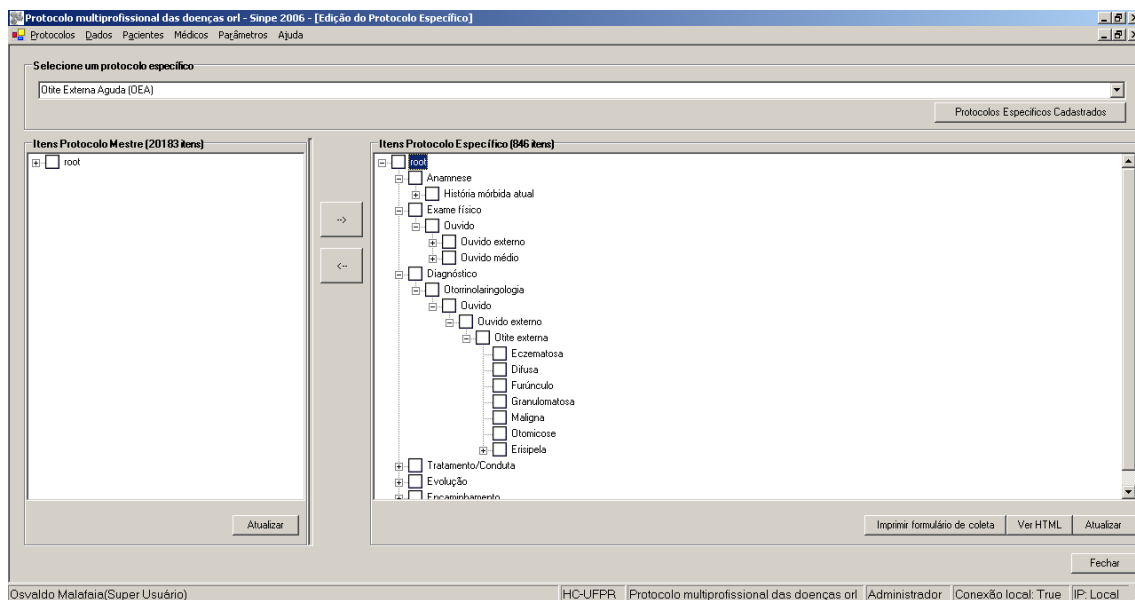 Protocolo multiprofissional das doenças orl - Sinpe 2006 - [Edição do Protocolo Específico]
Protocolos Dados Pacientes Médicos Parâmetros Ajuda
Selecione um protocolo específico
Otite Externa Aguda (OEA)
Protocolos Especificos Cadastrados
Itens Protocolo Mestre (20183 itens)
root
Atualizar
-->
<--
Itens Protocolo Específico (846 itens)
root
Anamnese
História mórbida atual
Exame físico
Ouvido
Ouvido externo
Ouvido médio
Diagnóstico
Otorrinolaringologia
Ouvido
Ouvido externo
Otite externa
Eczematosa
Difusa
Furúnculo
Granulomatosa
Maligna
Otomicose
Erisipela
Tratamento/Conduta
Evolução
Encaminhamento
Imprimir formulário de coleta Ver HTML Atualizar
Fechar
Osvaldo Malafaia(Super Usuário) HC-UFPR Protocolo multiprofissional das doenças orl Administrador Conexão local: True IP: Local